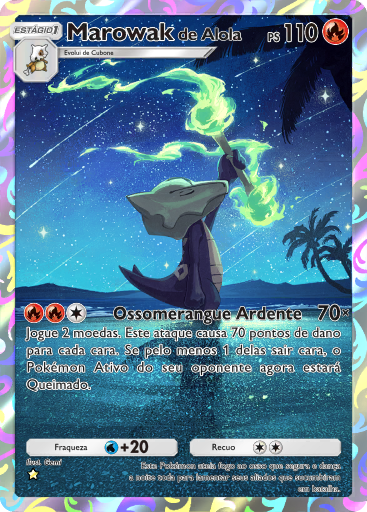 ESTÁGIO 1
Marowak de Alola
PS 110
Evolui de Cubone
Ossomerangue Ardente 70×
Jogue 2 moedas. Este ataque causa 70 pontos de dano
para cada cara. Se pelo menos 1 delas sair cara, o
Pokémon Ativo do seu oponente agora estará
Queimado.
Fraqueza +20
Recuo
Ilust. Gemi
Este Pokémon ateia fogo ao osso que segura e dança
a noite toda para lamentar seus aliados que sucumbiram
em batalha.